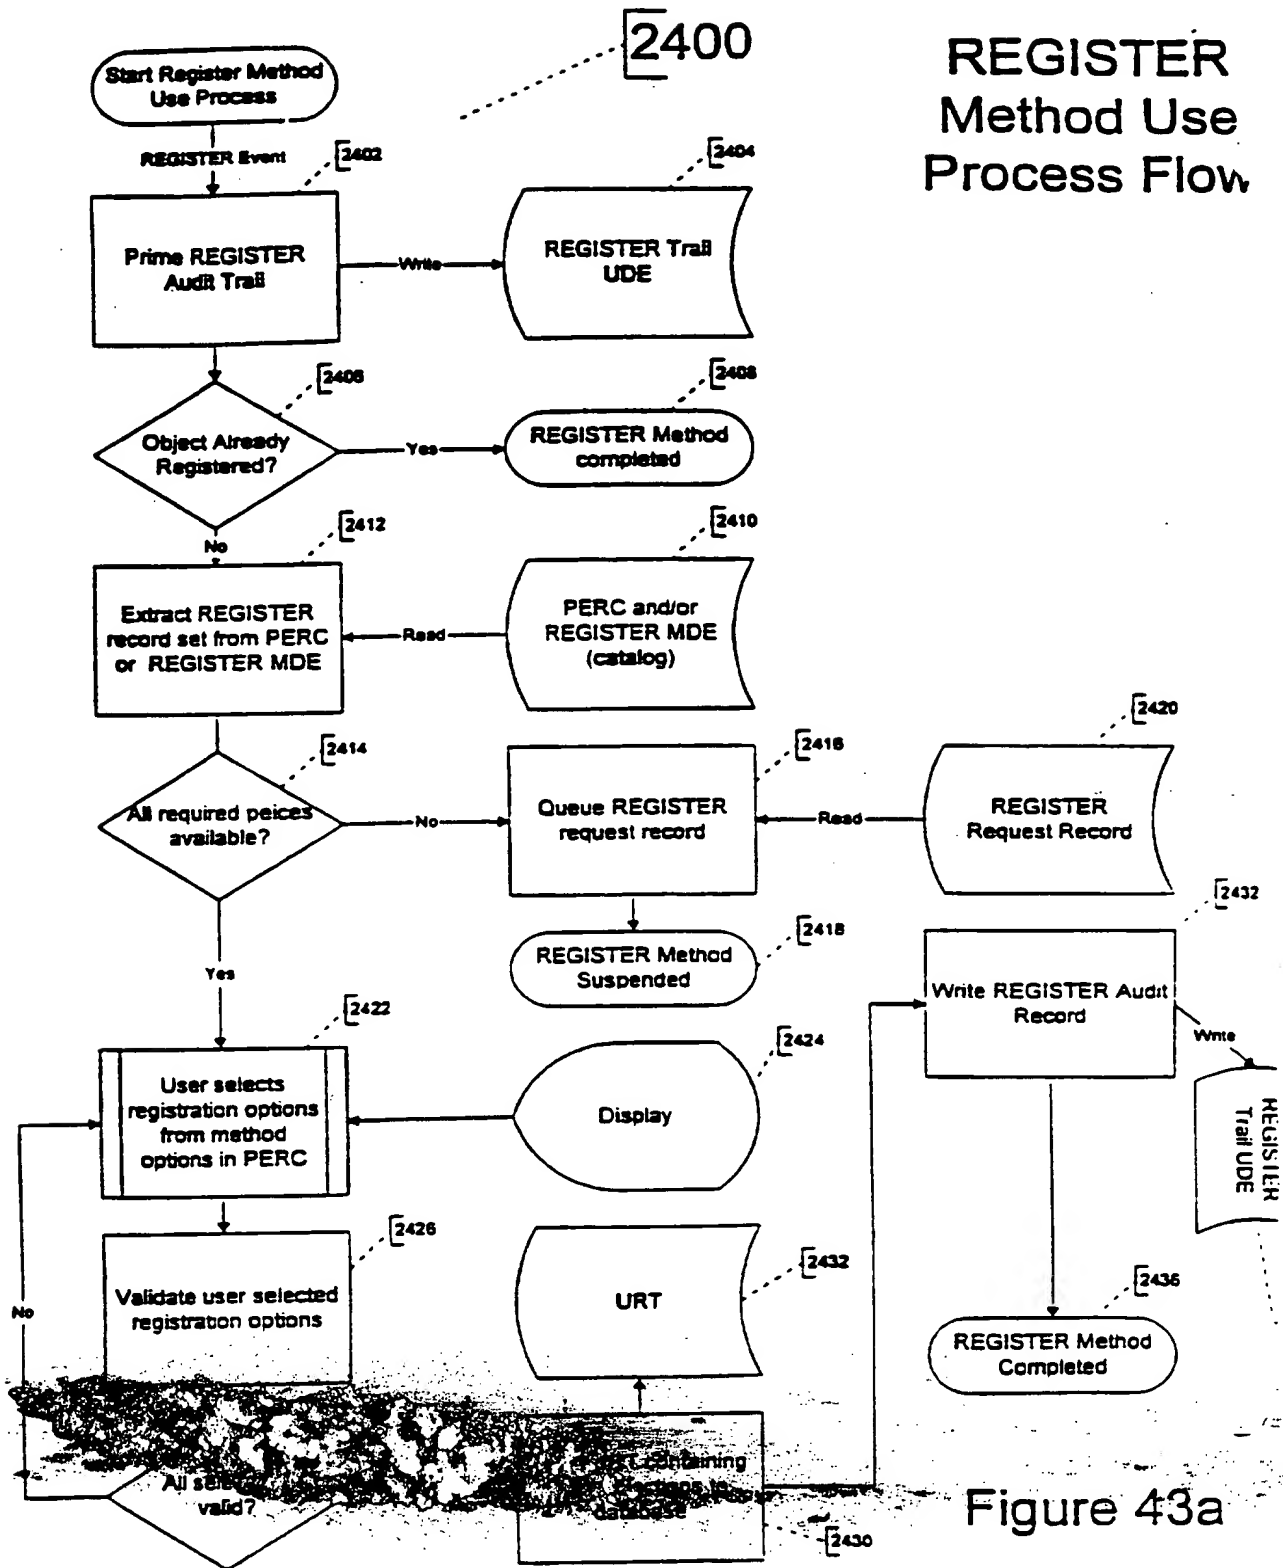 2400
REGISTER
Method Use
Process Flow
Start Register Method
Use Process
REGISTER Event
2402
Prime REGISTER
Audit Trail
Write
2404
REGISTER Trail
UDE
2406
Object Already
Registered?
Yes
2408
REGISTER Method
completed
No
2412
Extract REGISTER
record set from PERC
or REGISTER MDE
Read
2410
PERC and/or
REGISTER MDE
(catalog)
2414
All required peices
available?
No
2416
Queue REGISTER
request record
Read
2420
REGISTER
Request Record
2418
REGISTER Method
Suspended
Yes
2422
User selects
registration options
from method
options in PERC
2424
Display
2426
Validate user selected
registration options
No
All
valid?
2432
URT
containing
to
database
2430
2432
Write REGISTER Audit
Record
Write
REGISTER
Trail UDE
2436
REGISTER Method
Completed
Figure 43a